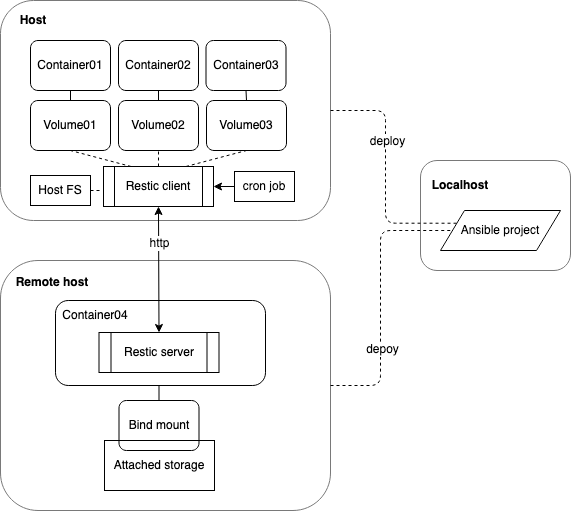 Host
Container01
Container02
Container03
Volume01
Volume02
Volume03
Host FS
Restic client
cron job
deploy
http
Localhost
Ansible project
Remote host
Container04
Restic server
depoy
Bind mount
Attached storage